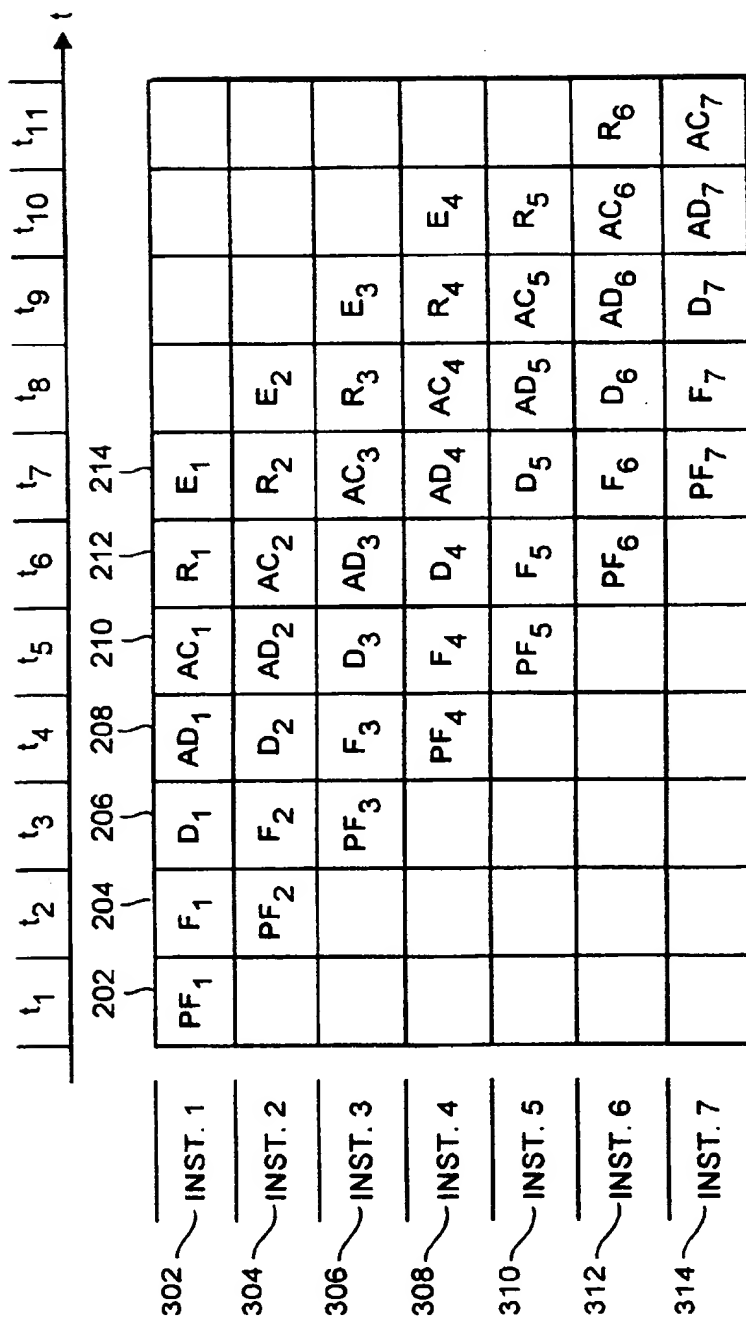 t
t1 t2 t3 t4 t5 t6 t7 t8 t9 t10 t11
202 204 206 208 210 212 214
302 INST. 1 PF1 F1 D1 AD1 AC1 R1 E1
304 INST. 2 PF2 F2 D2 AD2 AC2 R2 E2
306 INST. 3 PF3 F3 D3 AD3 AC3 R3 E3
308 INST. 4 PF4 F4 D4 AD4 AC4 R4 E4
310 INST. 5 PF5 F5 D5 AD5 AC5 R5
312 INST. 6 PF6 F6 D6 AD6 AC6 R6
314 INST. 7 PF7 F7 D7 AD7 AC7